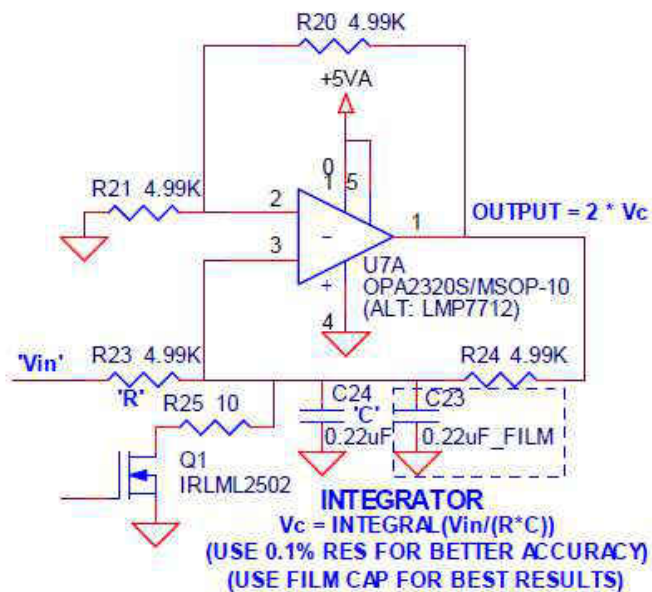 R20 4.99K
+5VA
0
1 5
R21 4.99K
2
1
OUTPUT = 2 * Vc
3
−
+
U7A
OPA2320S/MSOP-10
(ALT: LMP7712)
4
'Vin'
R23 4.99K
R24 4.99K
'R'
R25 10
C24
'C'
C23
0.22uF
0.22uF_FILM
Q1
IRLML2502
INTEGRATOR
Vc = INTEGRAL(Vin/(R*C))
(USE 0.1% RES FOR BETTER ACCURACY)
(USE FILM CAP FOR BEST RESULTS)